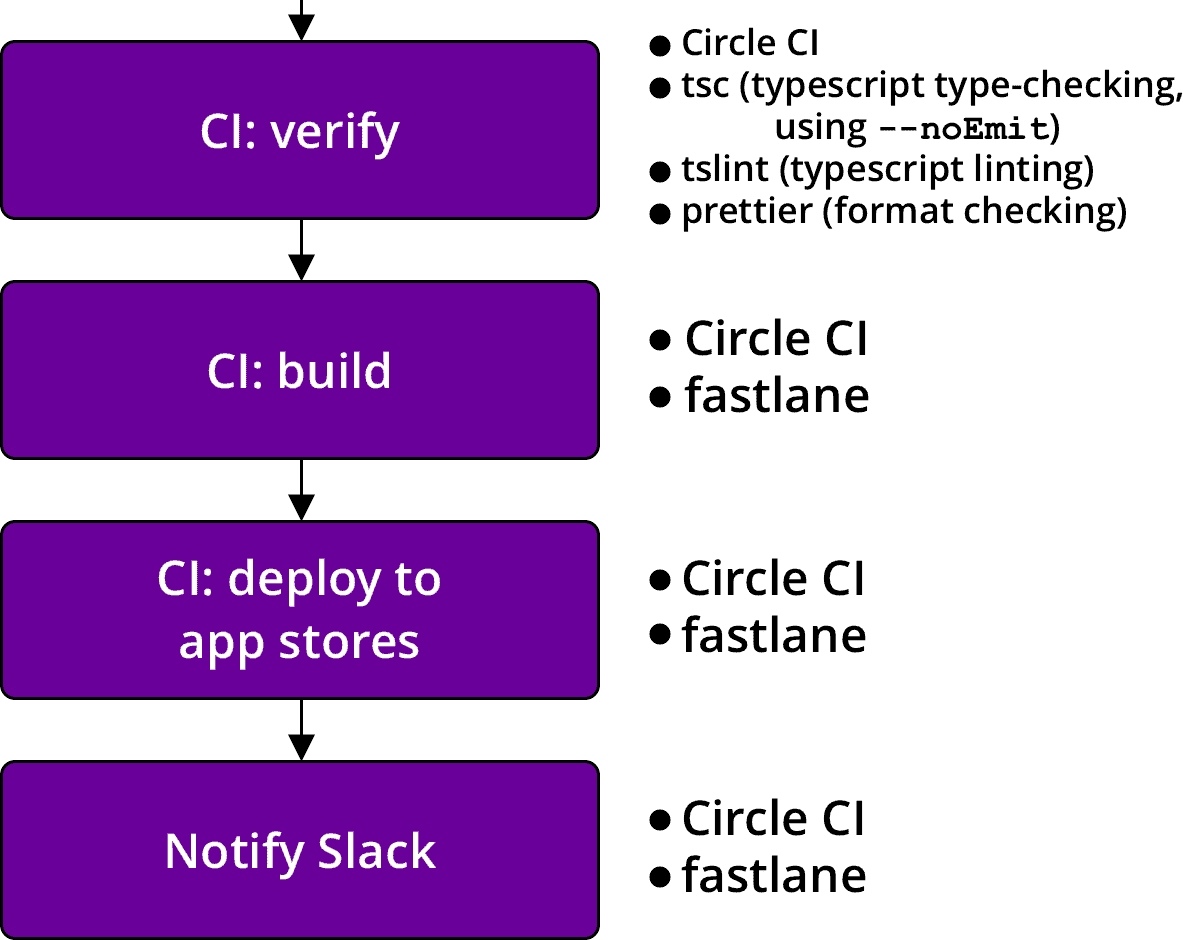 CI: verify
● Circle CI
● tsc (typescript type-checking,
using --noEmit)
● tslint (typescript linting)
● prettier (format checking)
CI: build
● Circle CI
● fastlane
CI: deploy to
app stores
● Circle CI
● fastlane
Notify Slack
● Circle CI
● fastlane